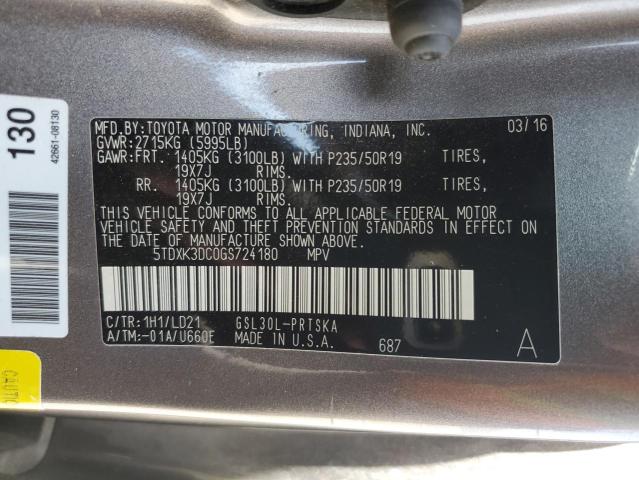 MFD.BY: TOYOTA MOTOR MANUFACTURING, INDIANA, INC. 03/16
GVWR: 2715KG (5995LB)
GAWR: FRT. 1405KG (3100LB) WITH P235/50R19 TIRES,
19X7J RIMS.
RR. 1405KG (3100LB) WITH P235/50R19 TIRES,
19X7J RIMS.
THIS VEHICLE CONFORMS TO ALL APPLICABLE FEDERAL MOTOR
VEHICLE SAFETY AND THEFT PREVENTION STANDARDS IN EFFECT ON
THE DATE OF MANUFACTURE SHOWN ABOVE.
5TDXK3DC0GS724180 MPV
C/TR: 1H1/LD21 GSL30L-PRTSKA
A/TM:-01A/U660E MADE IN U.S.A. 687 A
130
42661-08130